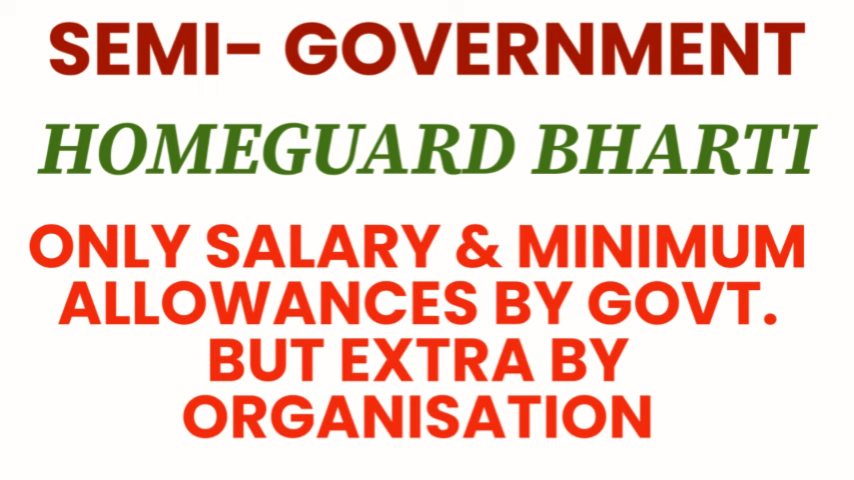 SEMI- GOVERNMENT
HOMEGUARD BHARTI
ONLY SALARY & MINIMUM
ALLOWANCES BY GOVT.
BUT EXTRA BY
ORGANISATION